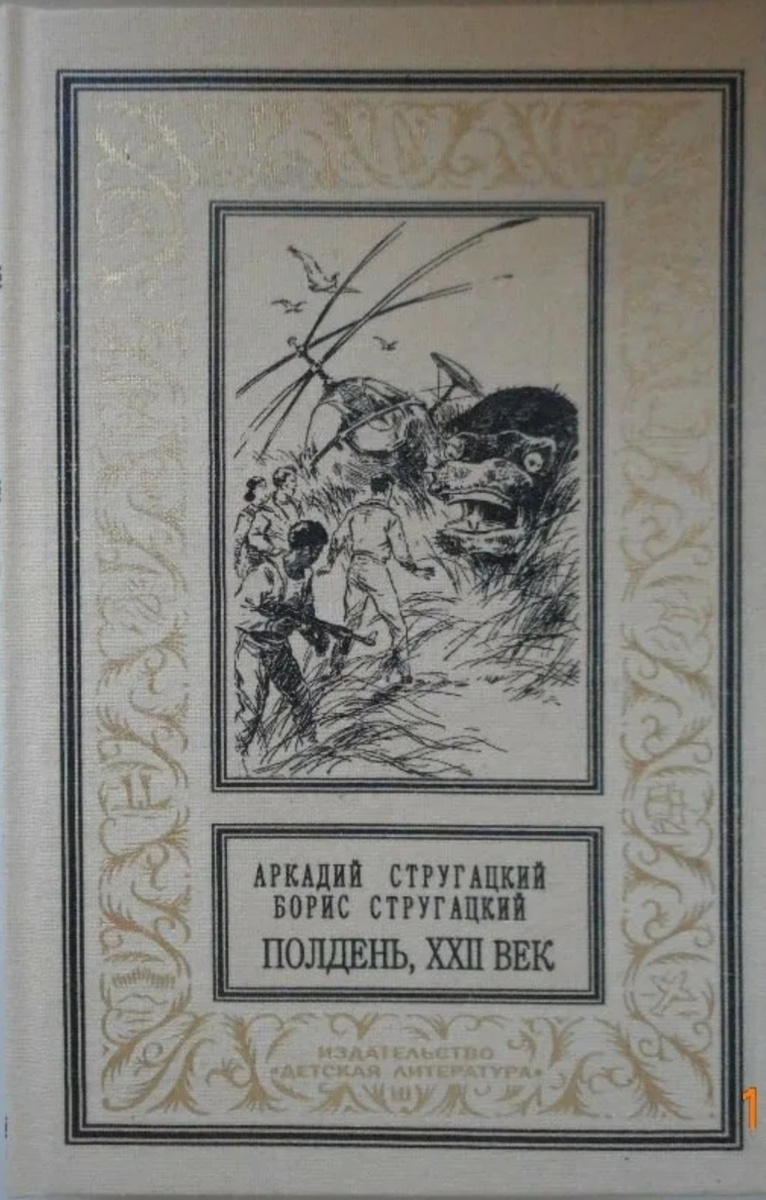 АРКАДИЙ СТРУГАЦКИЙ
БОРИС СТРУГАЦКИЙ
ПОЛДЕНЬ, XXII ВЕК
ИЗДАТЕЛЬСТВО
«ДЕТСКАЯ ЛИТЕРАТУРА»
1